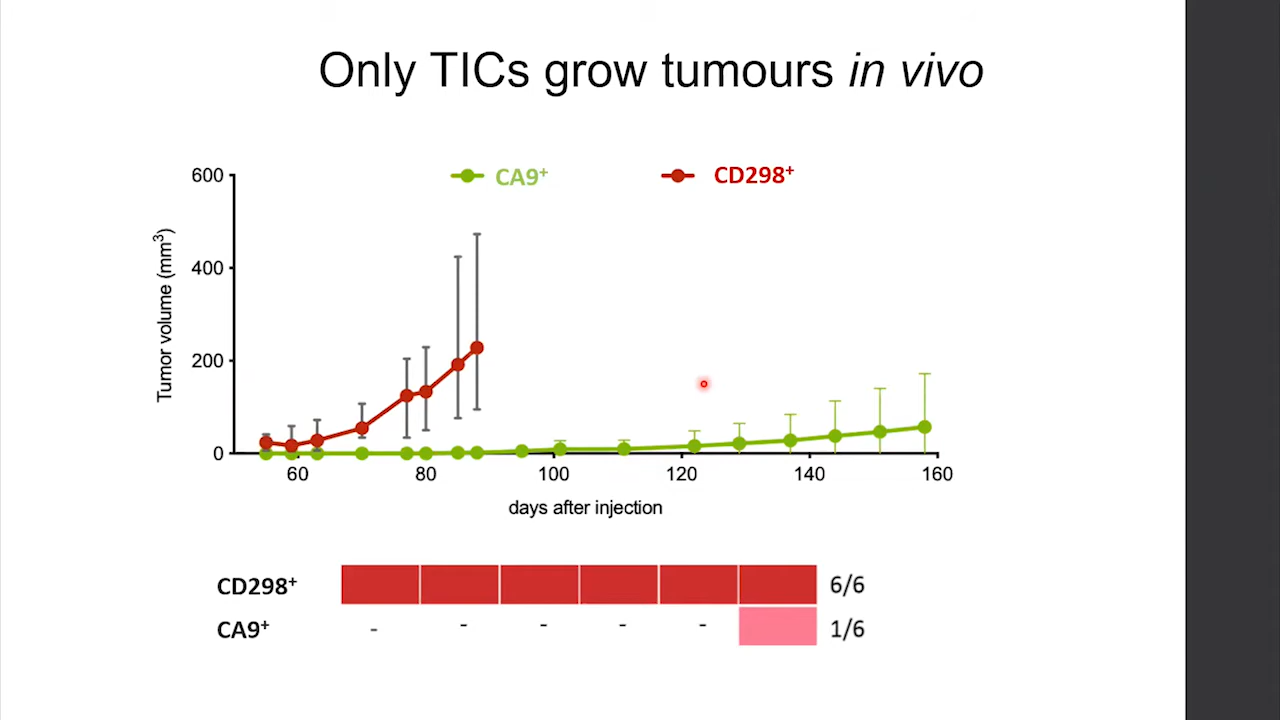 Only TICs grow tumours in vivo
CA9⁺ CD298⁺
600
400
200
0
Tumor volume (mm³)
60 80 100 120 140 160
days after injection
CD298⁺ 6/6
CA9⁺ - - - - - 1/6